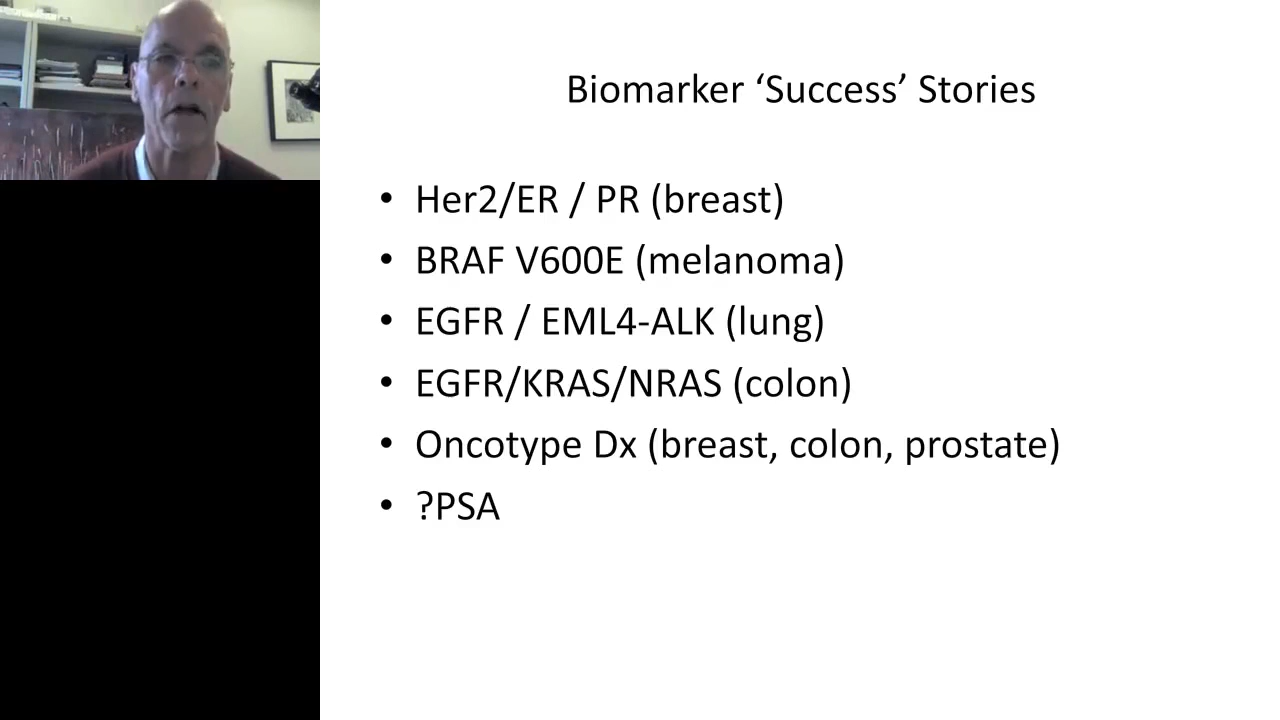 Biomarker ‘Success’ Stories
• Her2/ER / PR (breast)
• BRAF V600E (melanoma)
• EGFR / EML4-ALK (lung)
• EGFR/KRAS/NRAS (colon)
• Oncotype Dx (breast, colon, prostate)
• ?PSA